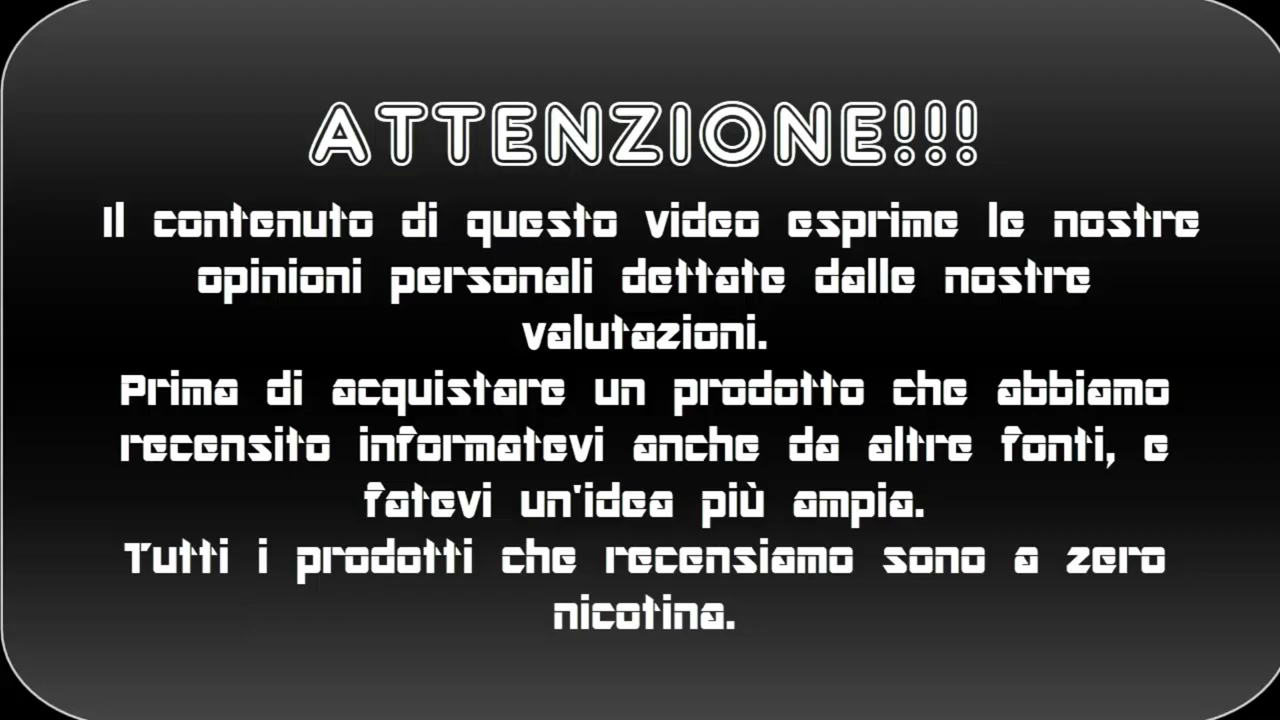 ATTENZIONE!!!
Il contenuto di questo video esprime le nostre
opinioni personali dettate dalle nostre
valutazioni.
Prima di acquistare un prodotto che abbiamo
recensito informatevi anche da altre fonti, e
fatevi un'idea più ampia.
Tutti i prodotti che recensiamo sono a zero
nicotina.